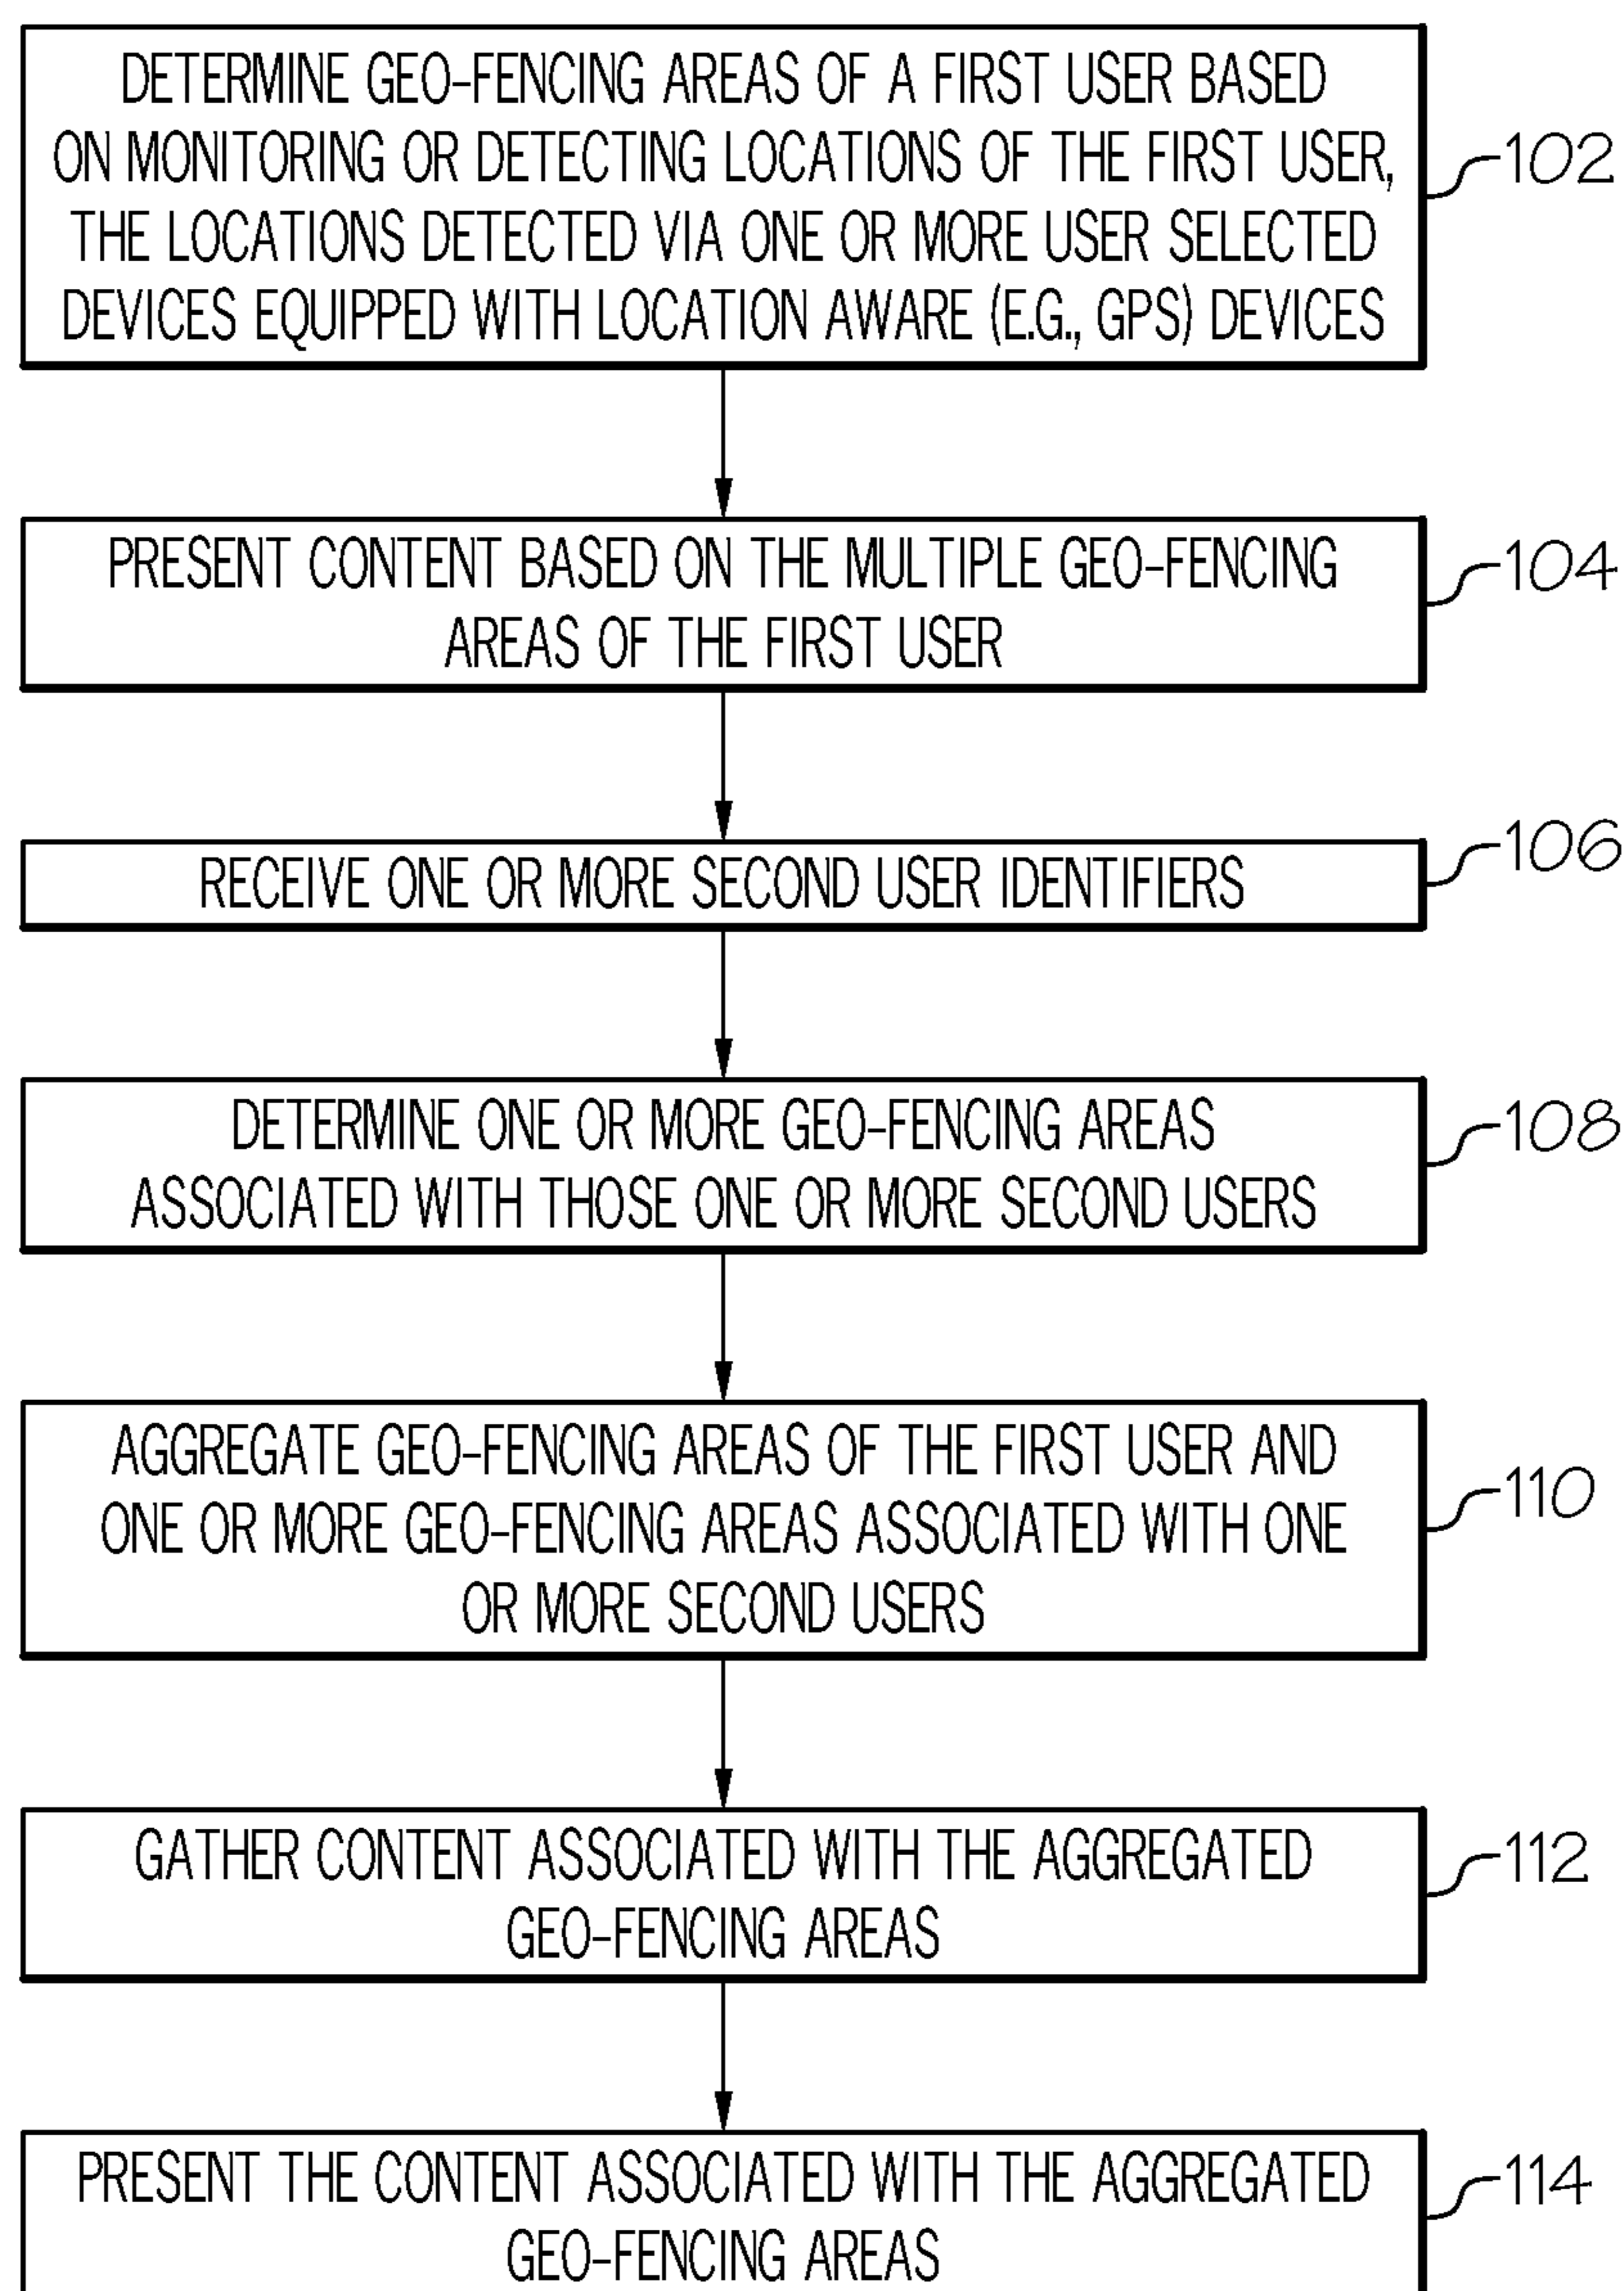 DETERMINE GEO-FENCING AREAS OF A FIRST USER BASED
ON MONITORING OR DETECTING LOCATIONS OF THE FIRST USER,
THE LOCATIONS DETECTED VIA ONE OR MORE USER SELECTED
DEVICES EQUIPPED WITH LOCATION AWARE (E.G., GPS) DEVICES
102
PRESENT CONTENT BASED ON THE MULTIPLE GEO-FENCING
AREAS OF THE FIRST USER
104
RECEIVE ONE OR MORE SECOND USER IDENTIFIERS
106
DETERMINE ONE OR MORE GEO-FENCING AREAS
ASSOCIATED WITH THOSE ONE OR MORE SECOND USERS
108
AGGREGATE GEO-FENCING AREAS OF THE FIRST USER AND
ONE OR MORE GEO-FENCING AREAS ASSOCIATED WITH ONE
OR MORE SECOND USERS
110
GATHER CONTENT ASSOCIATED WITH THE AGGREGATED
GEO-FENCING AREAS
112
PRESENT THE CONTENT ASSOCIATED WITH THE AGGREGATED
GEO-FENCING AREAS
114